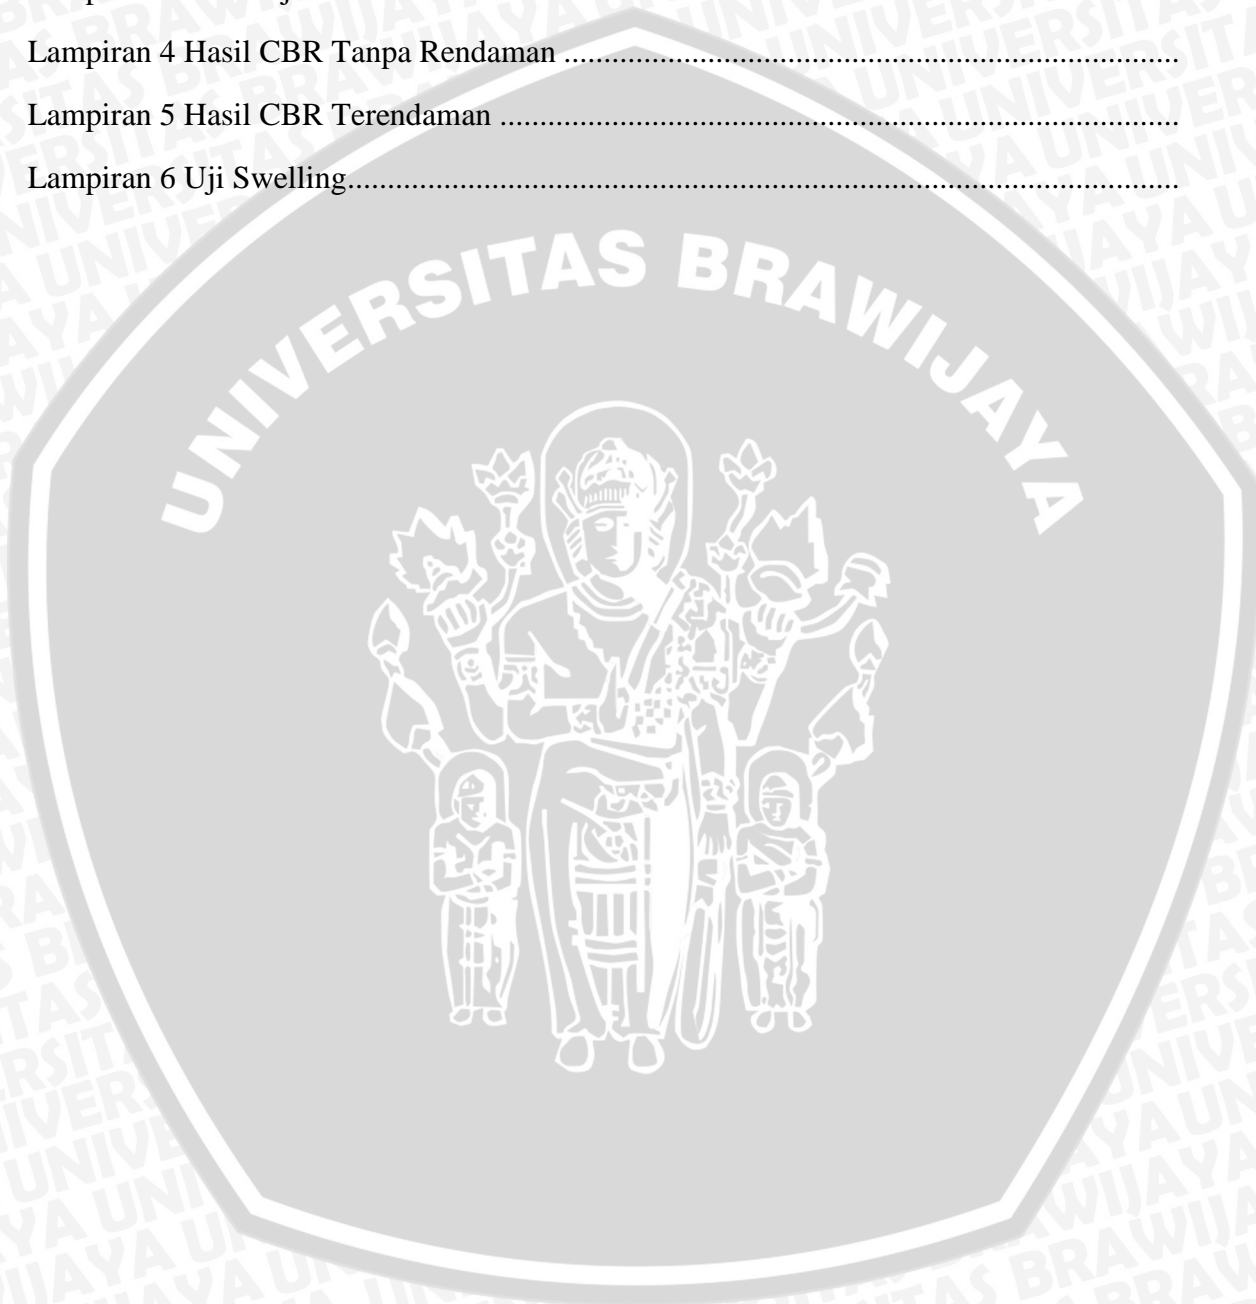 Lampiran 4 Hasil CBR Tanpa Rendaman ..............................................................................
Lampiran 5 Hasil CBR Terendaman ......................................................................................
Lampiran 6 Uji Swelling.........................................................................................................
UNIVERSITAS BRAWIJAYA